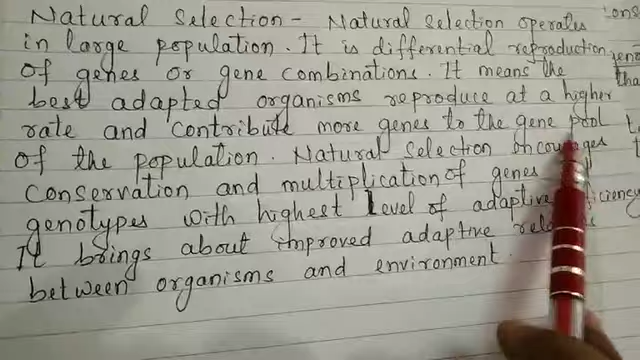 Natural Selection - Natural Selection operates
in large population. It is differential reproduction
of genes or gene combinations. It means the
best adapted organisms reproduce at a higher
rate and contribute more genes to the gene pool
of the population. Natural Selection encourages
conservation and multiplication of genes
genotypes with highest level of adaptive
It brings about improved adaptive
between organisms and environment.